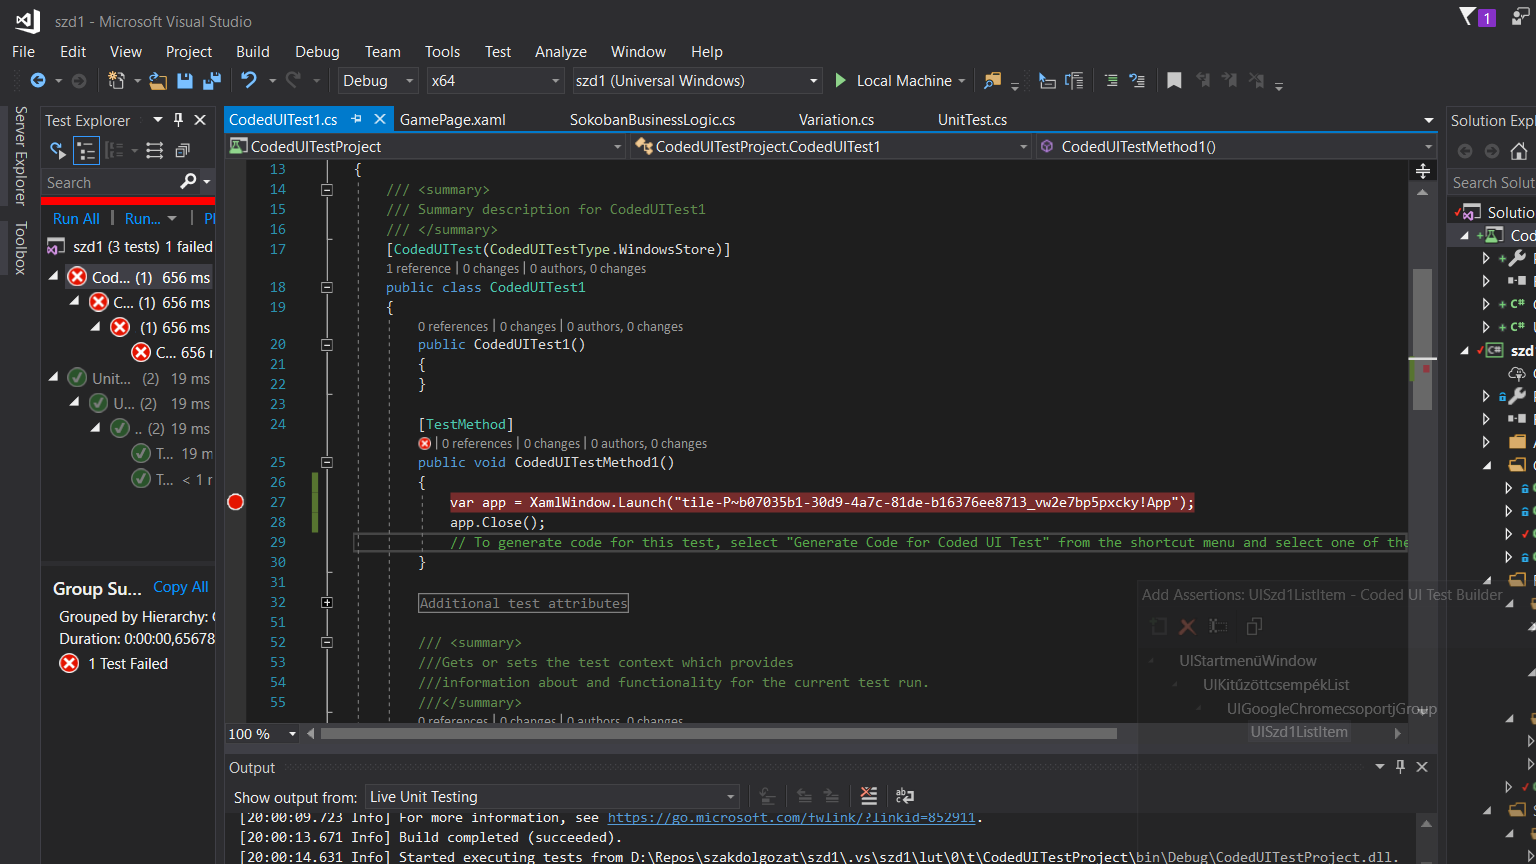 szd1 - Microsoft Visual Studio
1
File Edit View Project Build Debug Team Tools Test Analyze Window Help
Debug x64 szd1 (Universal Windows) Local Machine
Server Explorer
Toolbox
Test Explorer
Search
Run All | Run... | Pl
szd1 (3 tests) 1 failed
Cod... (1) 656 ms
C... (1) 656 ms
(1) 656 ms
C... 656 
Unit... (2) 19 ms
U... (2) 19 ms
.. (2) 19 ms
T... 19 m
T... < 1 
Group Su... Copy All
Grouped by Hierarchy: 
Duration: 0:00:00,65678
1 Test Failed
CodedUITest1.cs GamePage.xaml SokobanBusinessLogic.cs Variation.cs UnitTest.cs
CodedUITestProject CodedUITestProject.CodedUITest1 CodedUITestMethod1()
13 {
14 /// <summary>
15 /// Summary description for CodedUITest1
16 /// </summary>
17 [CodedUITest(CodedUITestType.WindowsStore)]
1 reference | 0 changes | 0 authors, 0 changes
18 public class CodedUITest1
19 {
0 references | 0 changes | 0 authors, 0 changes
20 public CodedUITest1()
21 {
22 }
23
24 [TestMethod]
| 0 references | 0 changes | 0 authors, 0 changes
25 public void CodedUITestMethod1()
26 {
27 var app = XamlWindow.Launch("tile-P~b07035b1-30d9-4a7c-81de-b16376ee8713_vw2e7bp5pxcky!App");
28 app.Close();
29 // To generate code for this test, select "Generate Code for Coded UI Test" from the shortcut menu and select one of the
30 }
31
32 Additional test attributes
51
52 /// <summary>
53 ///Gets or sets the test context which provides
54 ///information about and functionality for the current test run.
55 ///</summary>
0 references | 0 changes | 0 authors, 0 changes
100 %
Add Assertions: UISzd1ListItem - Coded UI Test Builder
UIStartmenüWindow
UIKitűzöttcsempékList
UIGoogleChromecsoportjGroup
UISzd1ListItem
Output
Show output from: Live Unit Testing
[20:00:09.723 Info] For more information, see https://go.microsoft.com/fwlink/?linkid=852911.
[20:00:13.671 Info] Build completed (succeeded).
[20:00:14.631 Info] Started executing tests from D:\Repos\szakdolgozat\szd1\.vs\szd1\lut\0\t\CodedUITestProject\bin\Debug\CodedUITestProject.dll.
Solution Expl
Search Solut
Solutio
Cod
szd